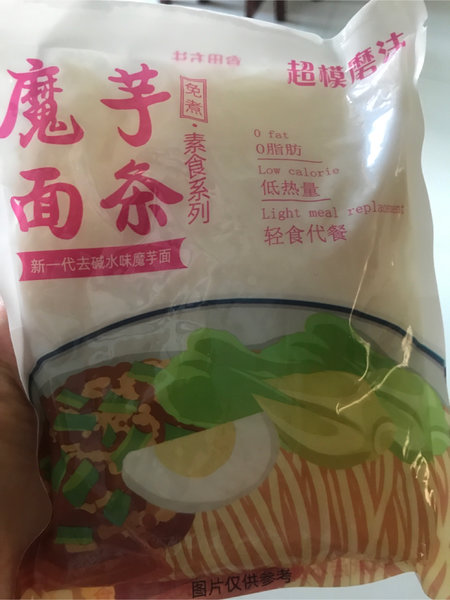 超模磨法
魔芋
面条
免煮·素食系列
新一代去碱水味魔芋面
0 fat
0脂肪
Low calorie
低热量
Light meal replacement
轻食代餐
图片仅供参考